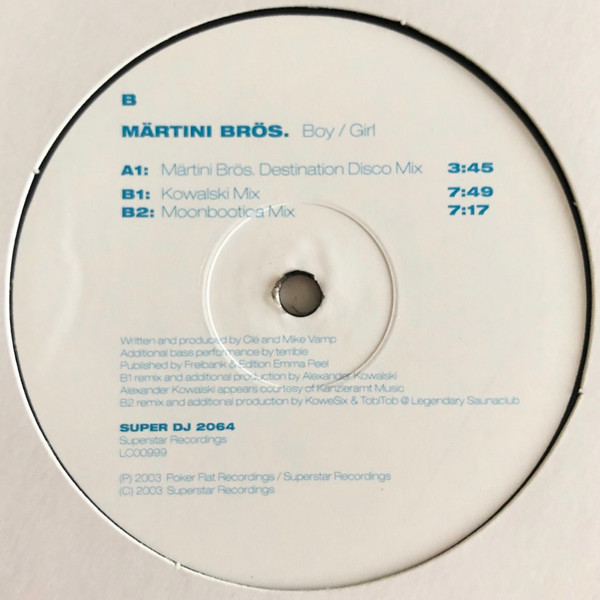 B
MÄRTINI BRÖS. Boy / Girl
A1: Märtini Brös. Destination Disco Mix 3:45
B1: Kowalski Mix 7:49
B2: Moonbootica Mix 7:17
Written and produced by Clé and Mike Vamp
Additional bass performance by terrible
Published by Freibank & Edition Emma Peel
B1 remix and additional production by Alexander Kowalski
Alexander Kowalski appears courtesy of Kanzleramt Music
B2 remix and additional production by KoweSix & TobiTob @ Legendary Saunaclub
SUPER DJ 2064
Superstar Recordings
LC00999
(P) 2003 Poker Flat Recordings / Superstar Recordings
(C) 2003 Superstar Recordings